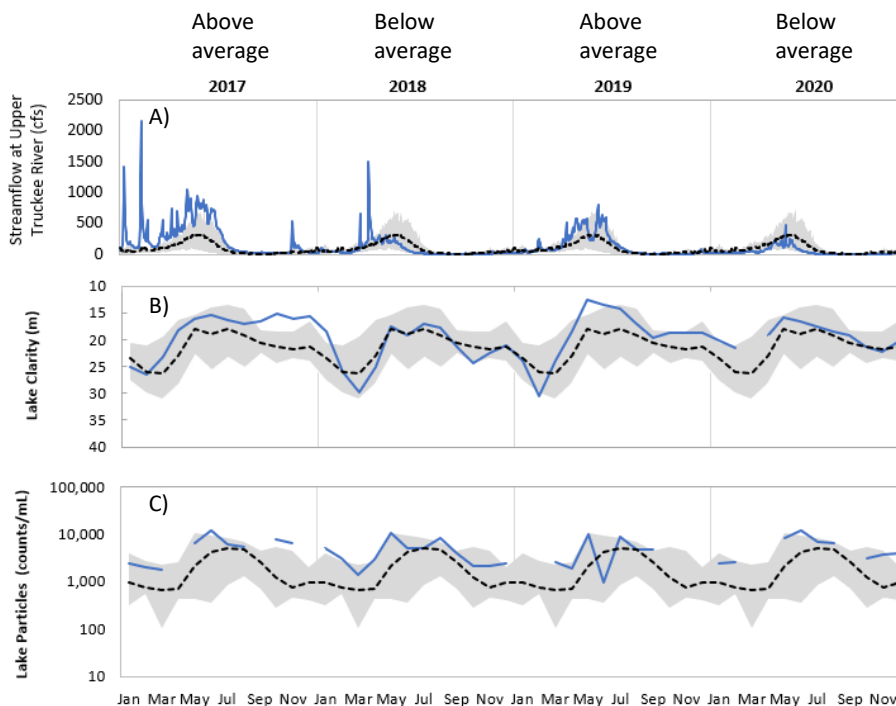 Above
average
Below
average
Above
average
Below
average
2017
2018
2019
2020
Streamflow at Upper
Truckee River (cfs)
2500
2000
1500
1000
500
0
A)
Lake Clarity (m)
10
15
20
25
30
35
40
B)
Lake Particles (counts/mL)
100,000
10,000
1,000
100
10
C)
Jan Mar May Jul Sep Nov Jan Mar May Jul Sep Nov Jan Mar May Jul Sep Nov Jan Mar May Jul Sep Nov